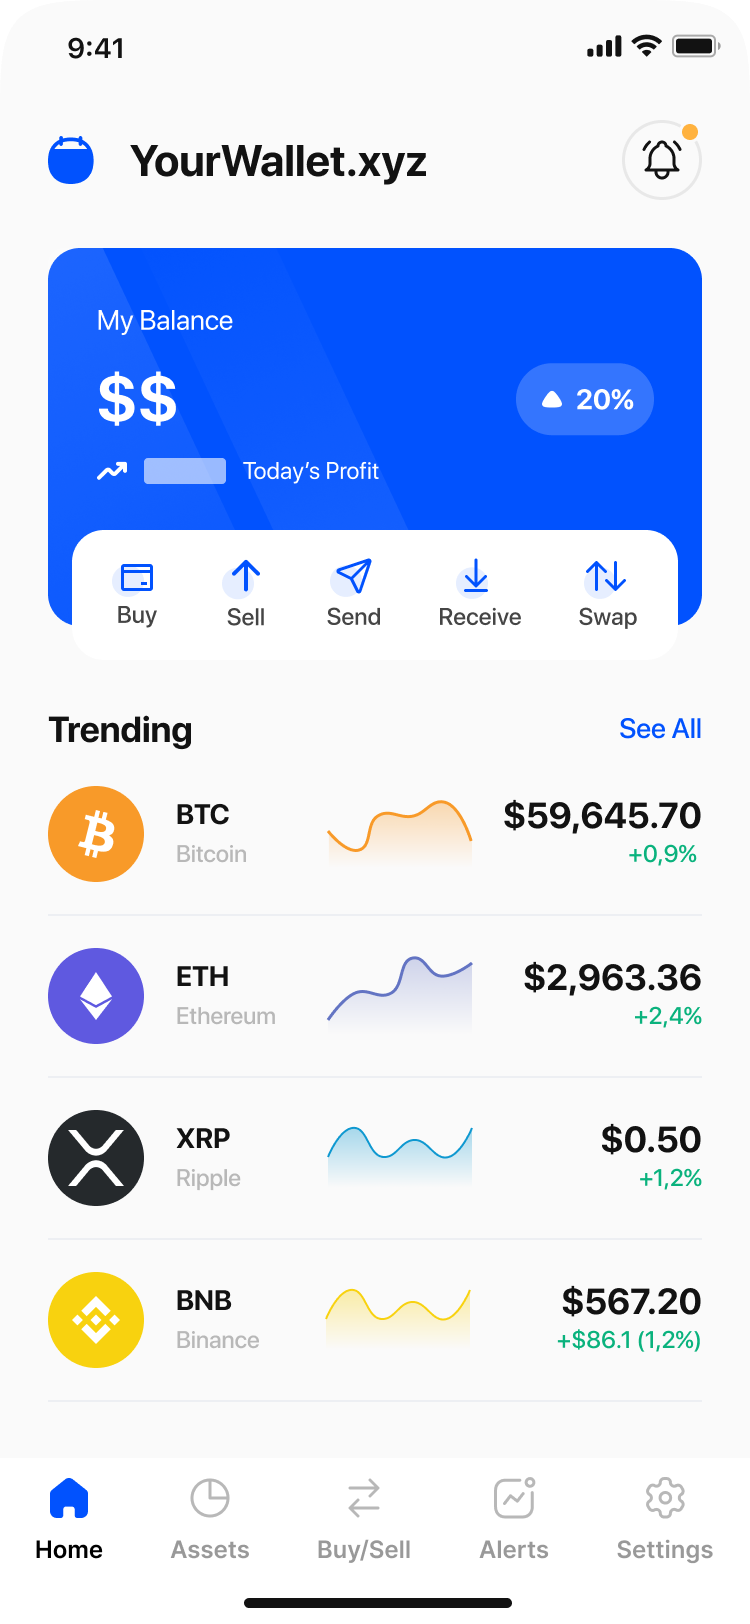 9:41
YourWallet.xyz
My Balance
$$
20%
Today’s Profit
Buy Sell Send Receive Swap
Trending See All
BTC $59,645.70
Bitcoin +0,9%
ETH $2,963.36
Ethereum +2,4%
XRP $0.50
Ripple +1,2%
BNB $567.20
Binance +$86.1 (1,2%)
Home Assets Buy/Sell Alerts Settings